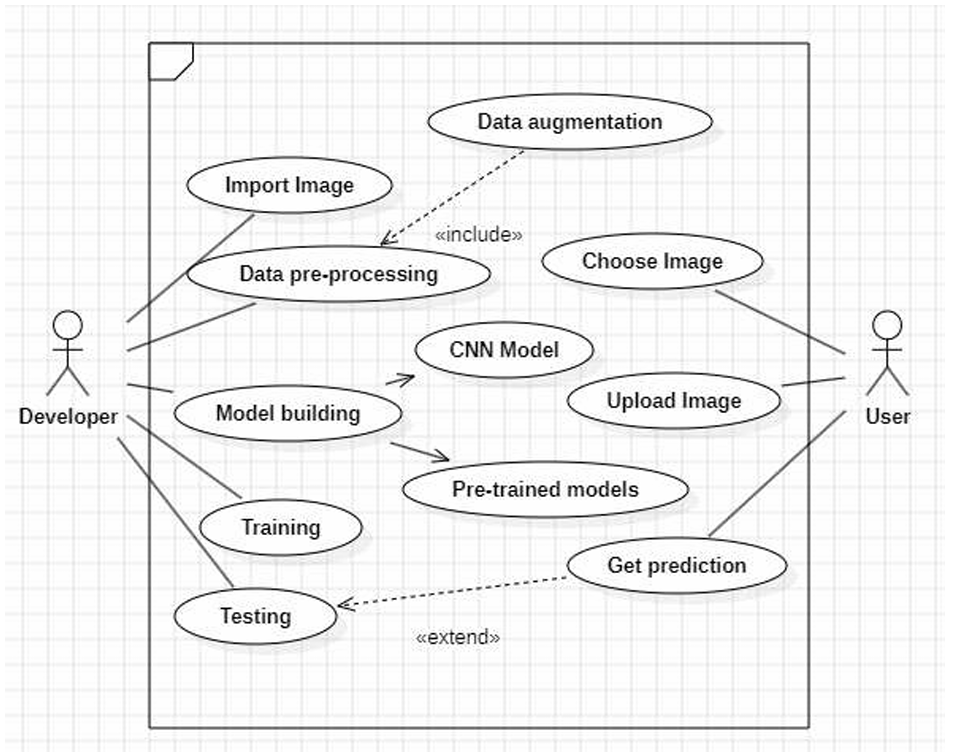 Data augmentation
Import Image
«include»
Data pre-processing
Choose Image
CNN Model
Upload Image
Model building
Developer
User
Pre-trained models
Training
Get prediction
Testing
«extend»